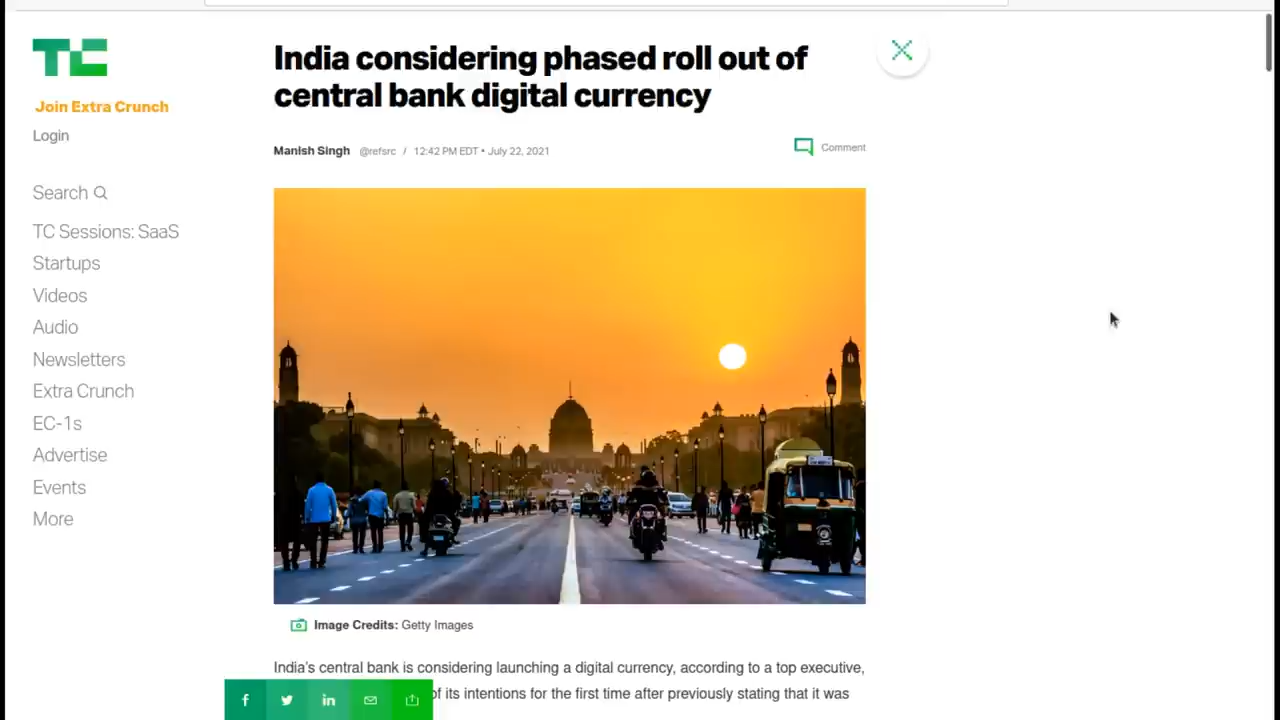 TC
Join Extra Crunch
Login
Search
TC Sessions: SaaS
Startups
Videos
Audio
Newsletters
Extra Crunch
EC-1s
Advertise
Events
More
India considering phased roll out of
central bank digital currency
Manish Singh @refsrc / 12:42 PM EDT • July 22, 2021
Comment
Image Credits: Getty Images
India's central bank is considering launching a digital currency, according to a top executive,
of its intentions for the first time after previously stating that it was
f in